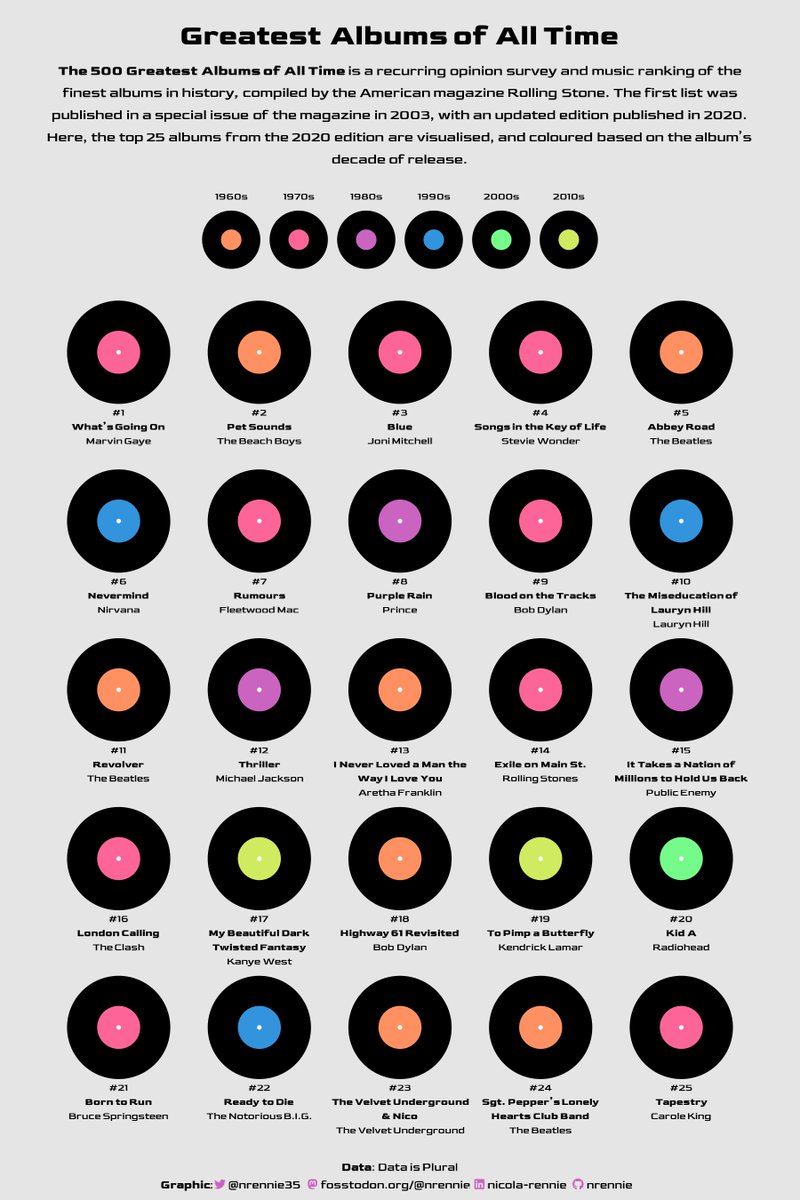 Greatest Albums of All Time
The 500 Greatest Albums of All Time is a recurring opinion survey and music ranking of the
finest albums in history, compiled by the American magazine Rolling Stone. The first list was
published in a special issue of the magazine in 2003, with an updated edition published in 2020.
Here, the top 25 albums from the 2020 edition are visualised, and coloured based on the album's
decade of release.
1960s 1970s 1980s 1990s 2000s 2010s
#1
What's Going On
Marvin Gaye
#2
Pet Sounds
The Beach Boys
#3
Blue
Joni Mitchell
#4
Songs in the Key of Life
Stevie Wonder
#5
Abbey Road
The Beatles
#6
Nevermind
Nirvana
#7
Rumours
Fleetwood Mac
#8
Purple Rain
Prince
#9
Blood on the Tracks
Bob Dylan
#10
The Miseducation of
Lauryn Hill
Lauryn Hill
#11
Revolver
The Beatles
#12
Thriller
Michael Jackson
#13
I Never Loved a Man the
Way I Love You
Aretha Franklin
#14
Exile on Main St.
Rolling Stones
#15
It Takes a Nation of
Millions to Hold Us Back
Public Enemy
#16
London Calling
The Clash
#17
My Beautiful Dark
Twisted Fantasy
Kanye West
#18
Highway 61 Revisited
Bob Dylan
#19
To Pimp a Butterfly
Kendrick Lamar
#20
Kid A
Radiohead
#21
Born to Run
Bruce Springsteen
#22
Ready to Die
The Notorious B.I.G.
#23
The Velvet Underground
& Nico
The Velvet Underground
#24
Sgt. Pepper's Lonely
Hearts Club Band
The Beatles
#25
Tapestry
Carole King
Data: Data is Plural
Graphic: @nrennie35 fosstodon.org/@nrennie nicola-rennie nrennie